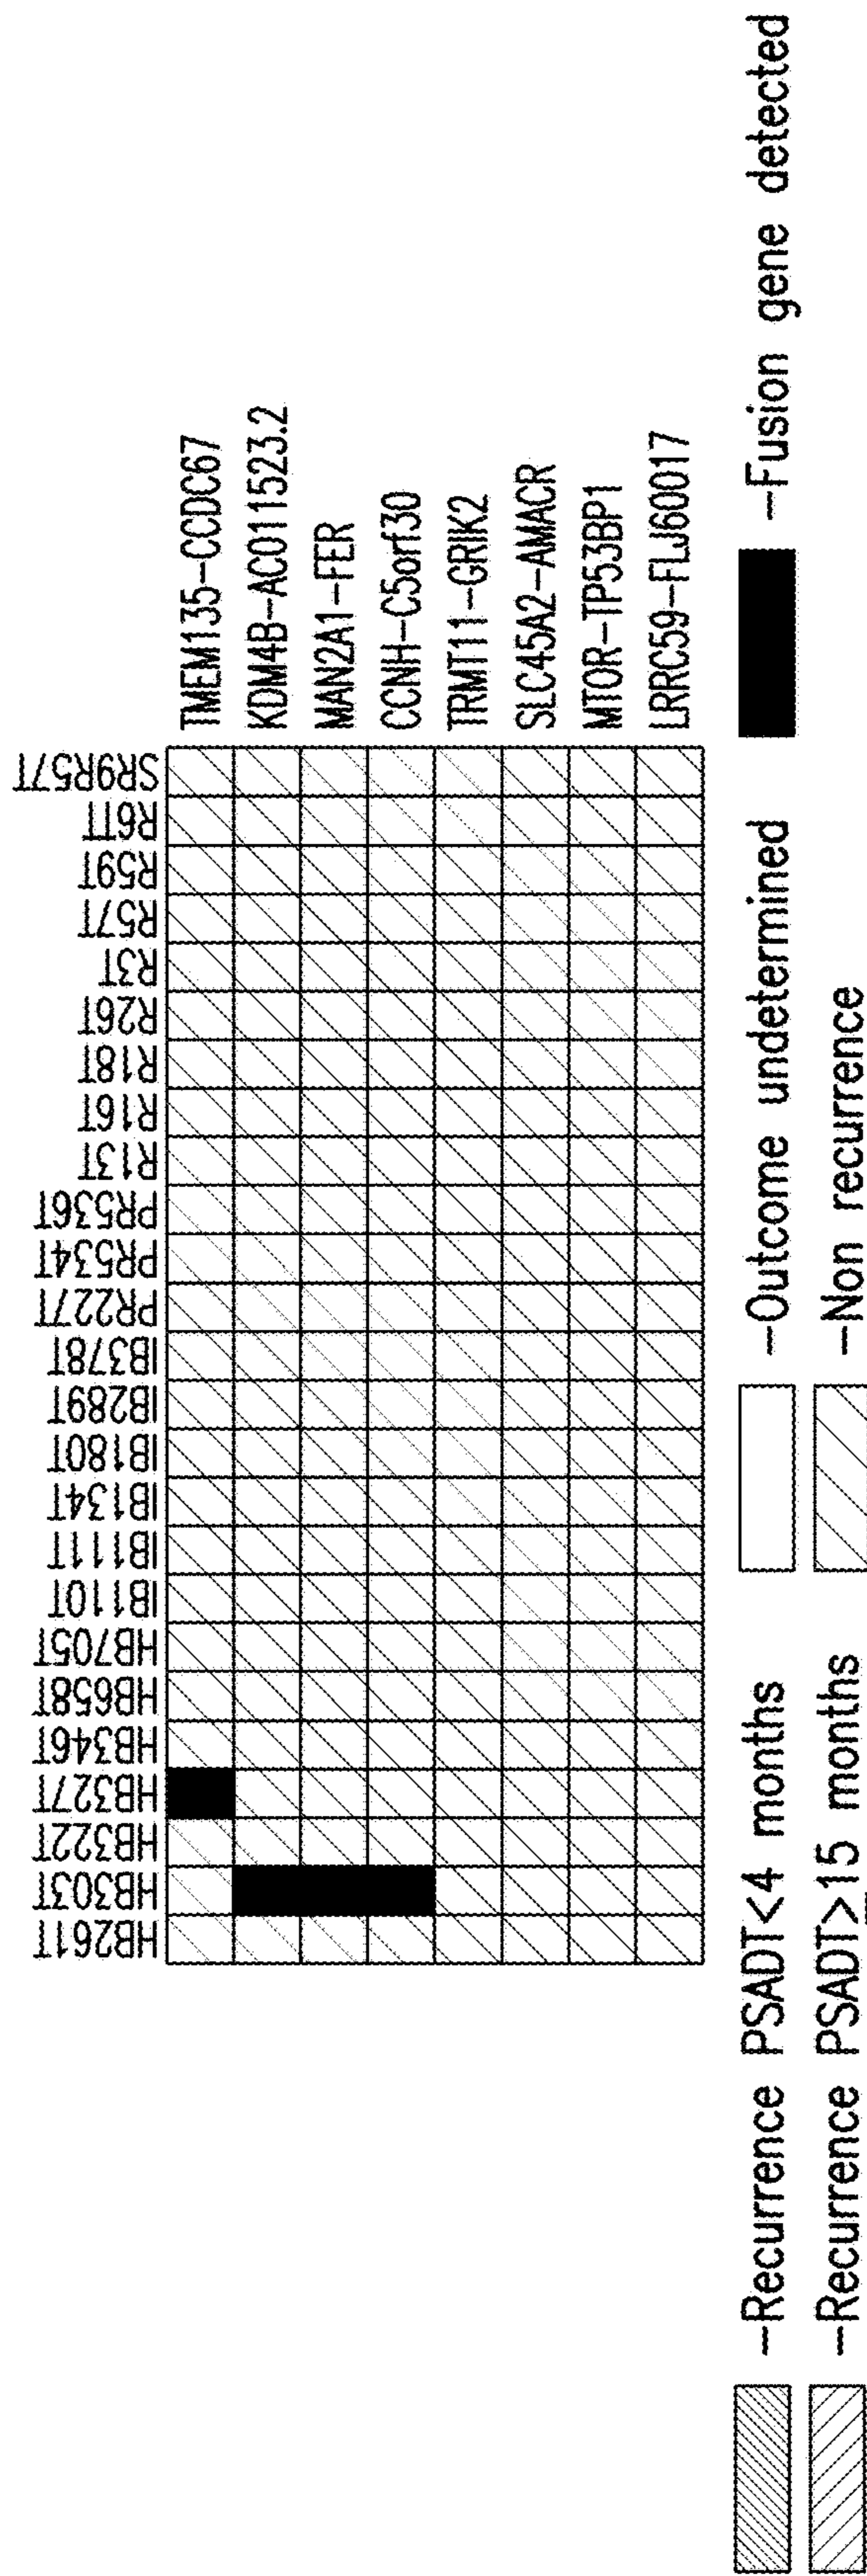 HB261T
HB303T
HB322T
HB327T
HB346T
HB658T
HB705T
IB110T
IB111T
IB134T
IB180T
IB289T
IB378T
PR227T
PR534T
PR536T
R13T
R16T
R18T
R26T
R3T
R57T
R59T
R61T
SR9R57T
TMEM135-CCDC67
KDM4B-AC011523.2
MAN2A1-FER
CCNH-C5orf30
TRMT11-GRIK2
SLC45A2-AMACR
MTOR-TP53BP1
LRRC59-FLJ60017
-Recurrence PSADT<4 months
-Outcome undetermined
-Fusion gene detected
-Recurrence PSADT≥15 months
-Non recurrence